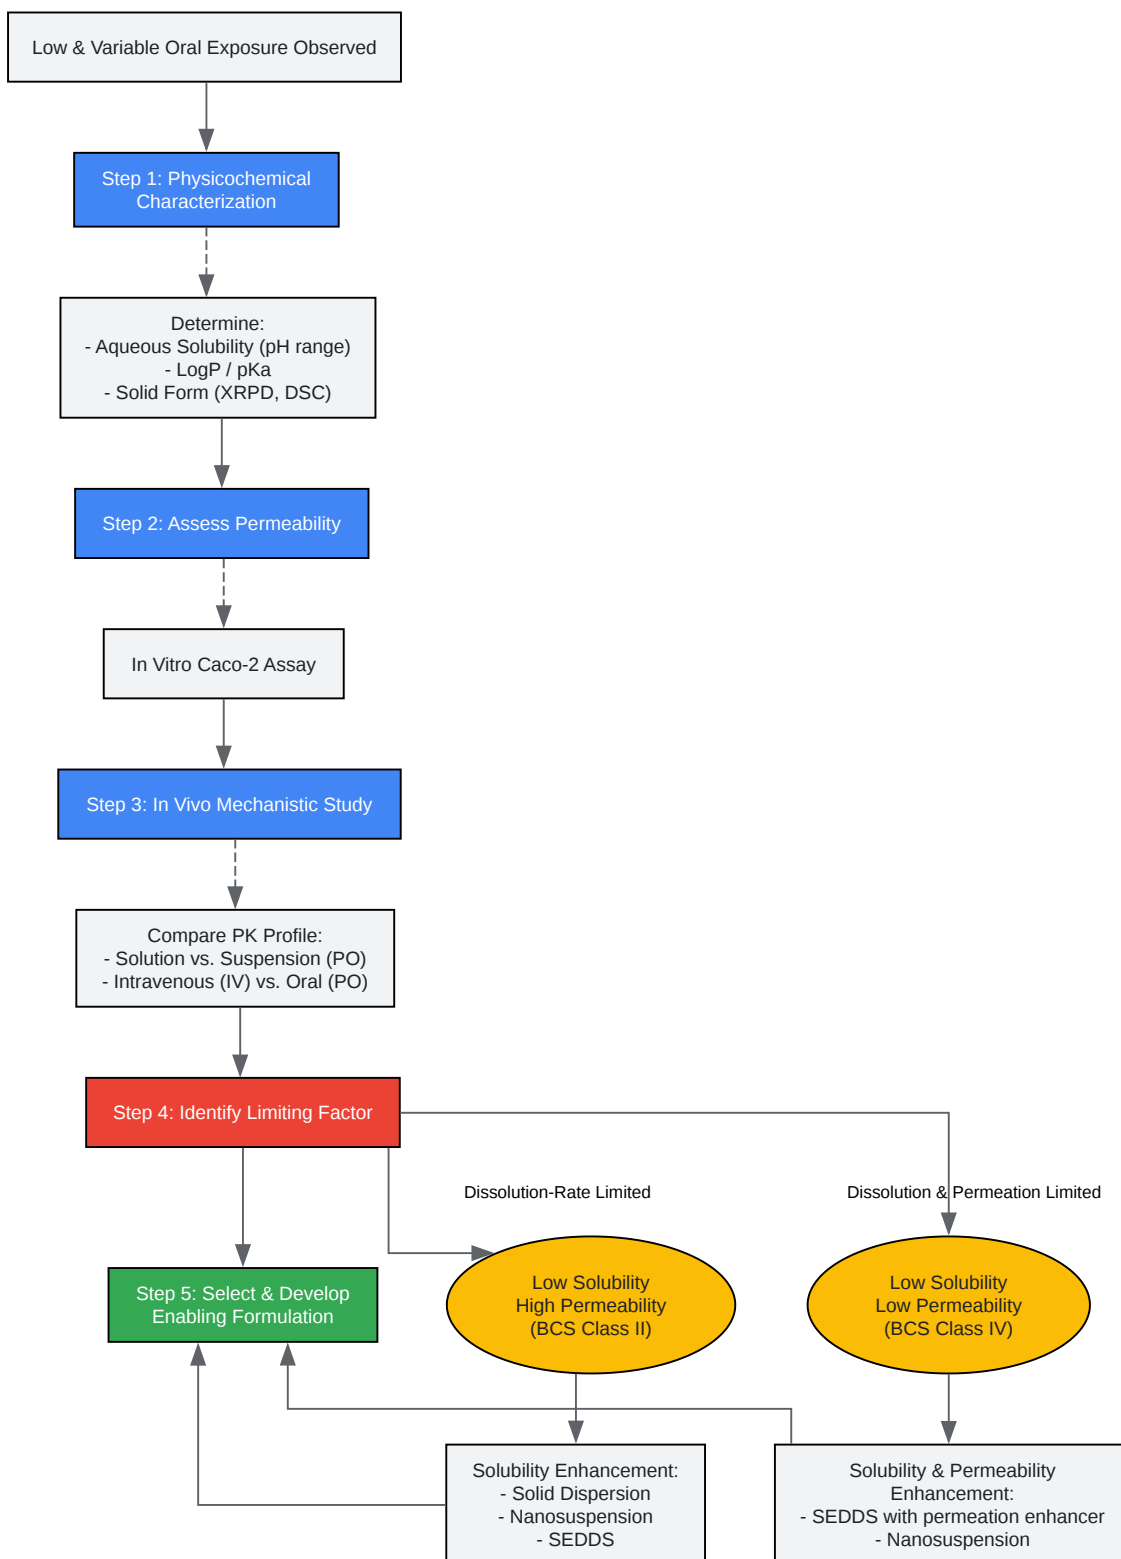 Low & Variable Oral Exposure Observed
Step 1: Physicochemical
Characterization
Determine:
- Aqueous Solubility (pH range)
- LogP / pKa
- Solid Form (XRPD, DSC)
Step 2: Assess Permeability
In Vitro Caco-2 Assay
Step 3: In Vivo Mechanistic Study
Compare PK Profile:
- Solution vs. Suspension (PO)
- Intravenous (IV) vs. Oral (PO)
Step 4: Identify Limiting Factor
Dissolution-Rate Limited
Dissolution & Permeation Limited
Step 5: Select & Develop
Enabling Formulation
Low Solubility
High Permeability
(BCS Class II)
Low Solubility
Low Permeability
(BCS Class IV)
Solubility Enhancement:
- Solid Dispersion
- Nanosuspension
- SEDDS
Solubility & Permeability
Enhancement:
- SEDDS with permeation enhancer
- Nanosuspension